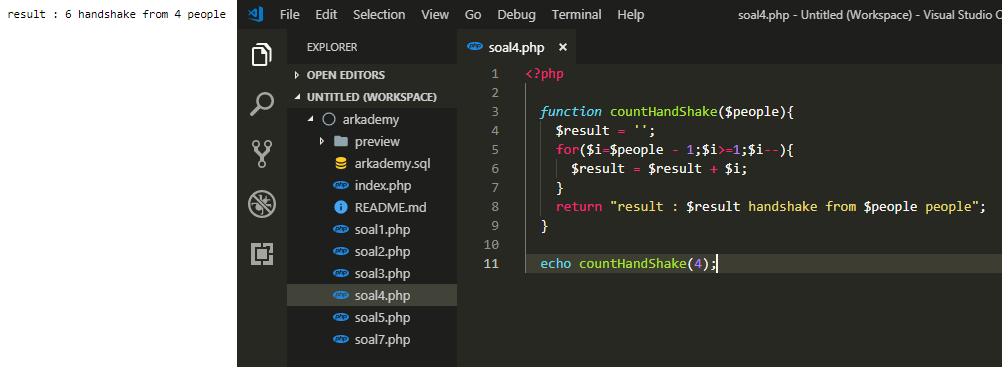 result : 6 handshake from 4 people
File Edit Selection View Go Debug Terminal Help soal4.php - Untitled (Workspace) - Visual Studio C
EXPLORER
OPEN EDITORS
UNTITLED (WORKSPACE)
arkademy
preview
arkademy.sql
index.php
README.md
soal1.php
soal2.php
soal3.php
soal4.php
soal5.php
soal7.php
soal4.php ×
1 <?php
2
3 function countHandShake($people){
4 $result = '';
5 for($i=$people - 1;$i>=1;$i--){
6 $result = $result + $i;
7 }
8 return "result : $result handshake from $people people";
9 }
10
11 echo countHandShake(4);